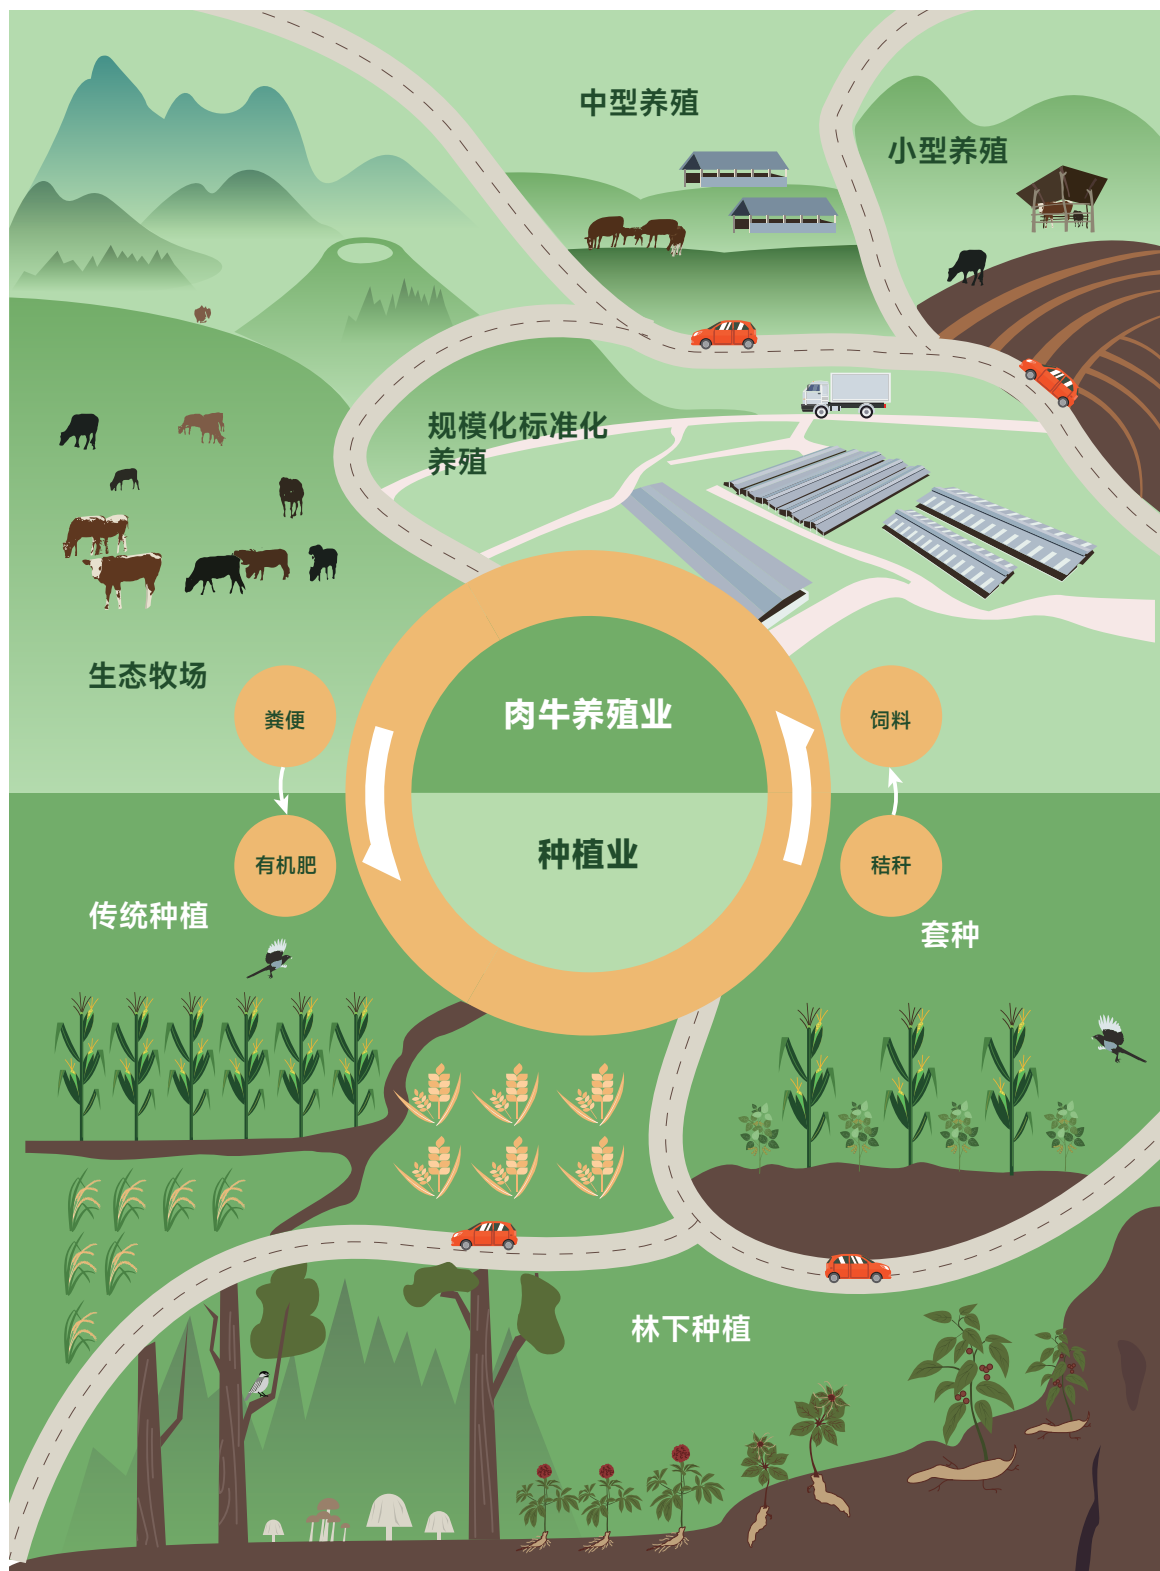 中型养殖
小型养殖
规模化标准化
养殖
生态牧场
粪便
肉牛养殖业
饲料
种植业
有机肥
秸秆
传统种植
套种
林下种植